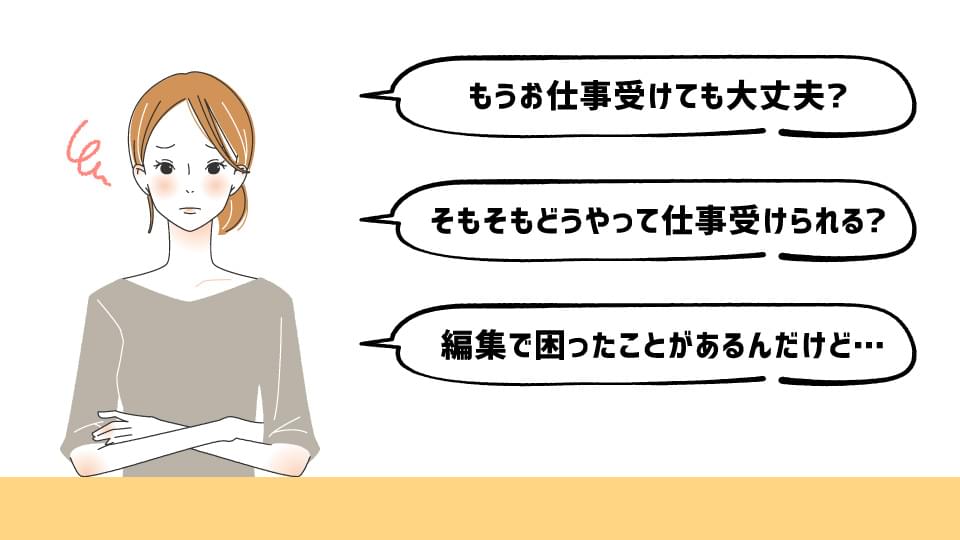 もうお仕事受けても大丈夫?
そもそもどうやって仕事受けられる?
編集で困ったことがあるんだけど…